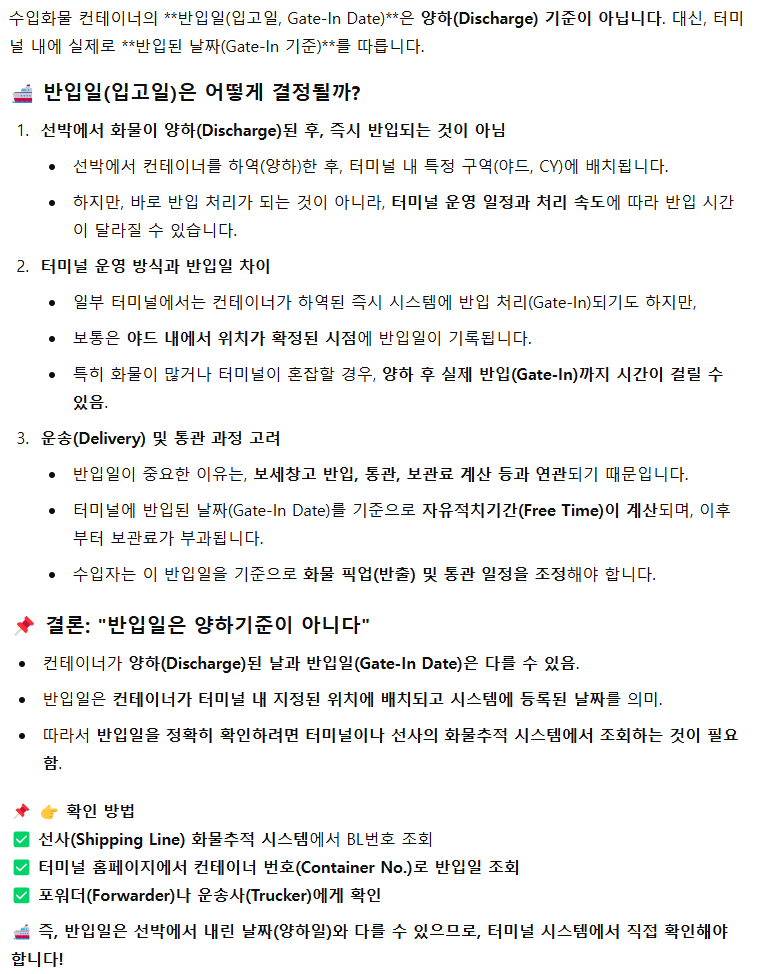 수입화물 컨테이너의 **반입일(입고일, Gate-In Date)**은 양하(Discharge) 기준이 아닙니다. 대신, 터미
널 내에 실제로 **반입된 날짜(Gate-In 기준)**를 따릅니다.
🚢 반입일(입고일)은 어떻게 결정될까?
1. 선박에서 화물이 양하(Discharge)된 후, 즉시 반입되는 것이 아님
• 선박에서 컨테이너를 하역(양하)한 후, 터미널 내 특정 구역(야드, CY)에 배치됩니다.
• 하지만, 바로 반입 처리가 되는 것이 아니라, 터미널 운영 일정과 처리 속도에 따라 반입 시간
이 달라질 수 있습니다.
2. 터미널 운영 방식과 반입일 차이
• 일부 터미널에서는 컨테이너가 하역된 즉시 시스템에 반입 처리(Gate-In)되기도 하지만,
• 보통은 야드 내에서 위치가 확정된 시점에 반입일이 기록됩니다.
• 특히 화물이 많거나 터미널이 혼잡할 경우, 양하 후 실제 반입(Gate-In)까지 시간이 걸릴 수
있음.
3. 운송(Delivery) 및 통관 과정 고려
• 반입일이 중요한 이유는, 보세창고 반입, 통관, 보관료 계산 등과 연관되기 때문입니다.
• 터미널에 반입된 날짜(Gate-In Date)를 기준으로 자유적치기간(Free Time)이 계산되며, 이후
부터 보관료가 부과됩니다.
• 수입자는 이 반입일을 기준으로 화물 픽업(반출) 및 통관 일정을 조정해야 합니다.
📌 결론: "반입일은 양하기준이 아니다"
• 컨테이너가 양하(Discharge)된 날과 반입일(Gate-In Date)은 다를 수 있음.
• 반입일은 컨테이너가 터미널 내 지정된 위치에 배치되고 시스템에 등록된 날짜를 의미.
• 따라서 반입일을 정확히 확인하려면 터미널이나 선사의 화물추적 시스템에서 조회하는 것이 필요
함.
📌 👉 확인 방법
✅ 선사(Shipping Line) 화물추적 시스템에서 BL번호 조회
✅ 터미널 홈페이지에서 컨테이너 번호(Container No.)로 반입일 조회
✅ 포워더(Forwarder)나 운송사(Trucker)에게 확인
🚢 즉, 반입일은 선박에서 내린 날짜(양하일)와 다를 수 있으므로, 터미널 시스템에서 직접 확인해야
합니다!